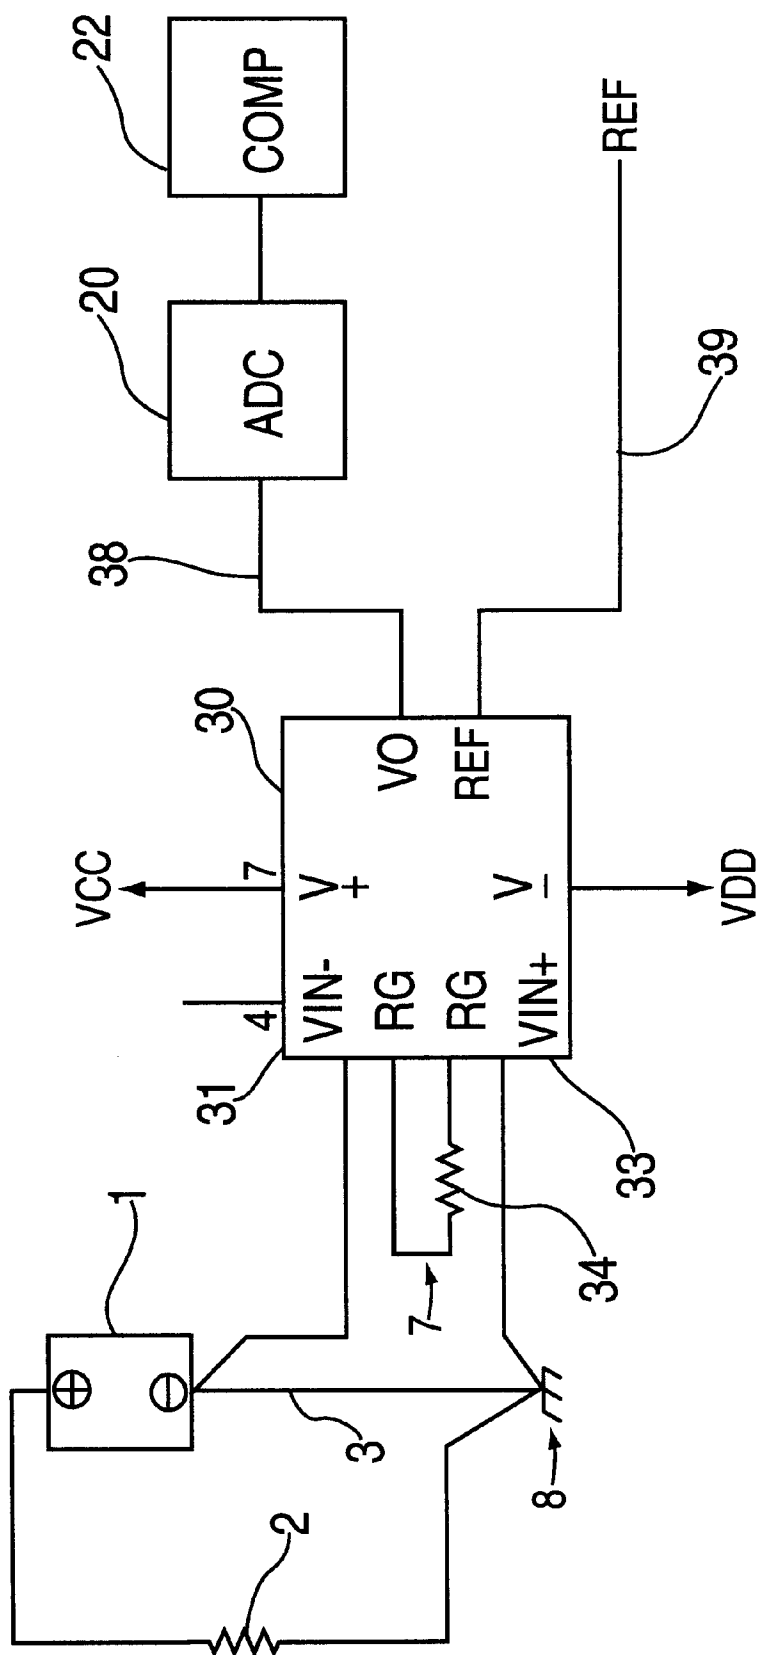 1
2
3
8
7
34
31
33
4
7
30
VCC
VDD
VIN-
RG
RG
VIN+
V+
V-
VO
REF
38
39
20
ADC
22
COMP
REF